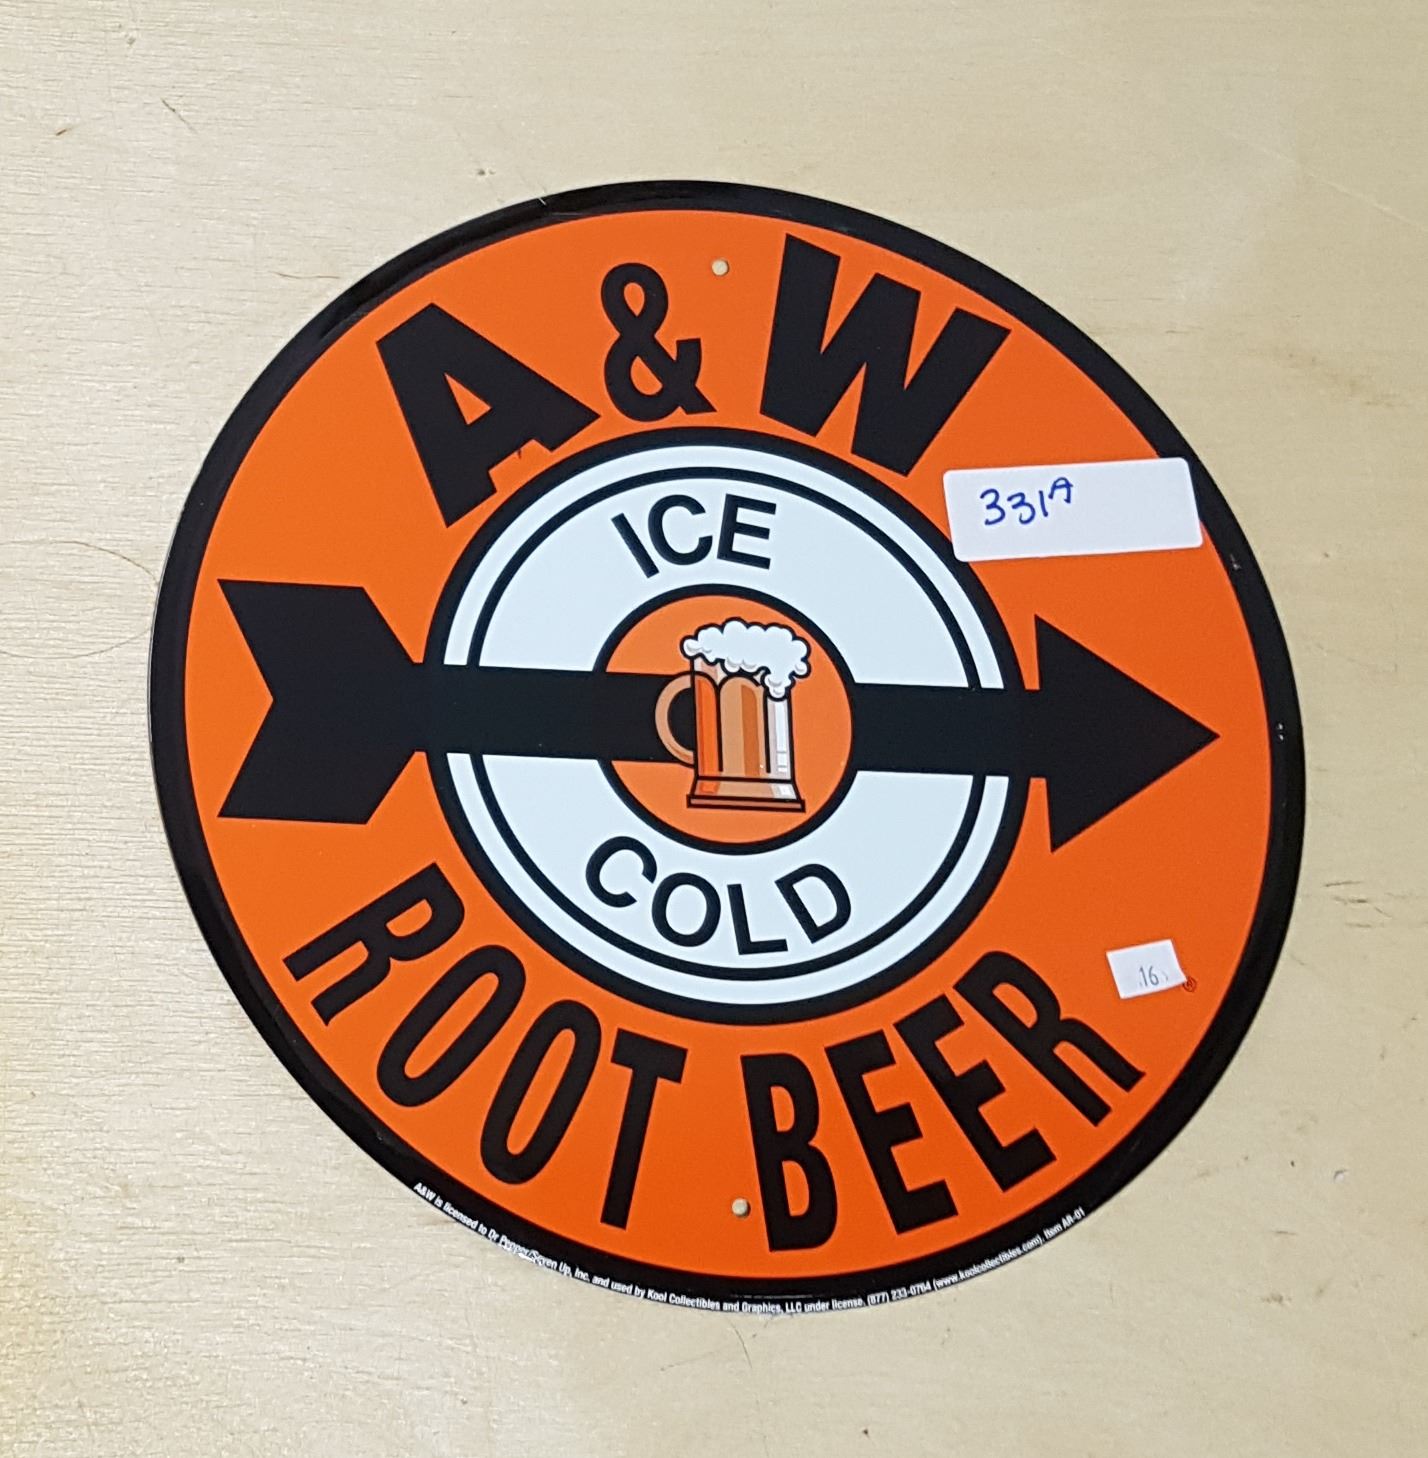 A&W
ICE
COLD
ROOT BEER
331A
16
®
A&W is licensed to Dr Pepper/Seven Up, Inc. and used by Kool Collectibles and Graphics, LLC under license. (877) 233-0764 (www.koolcollectibles.com). Item AR-01